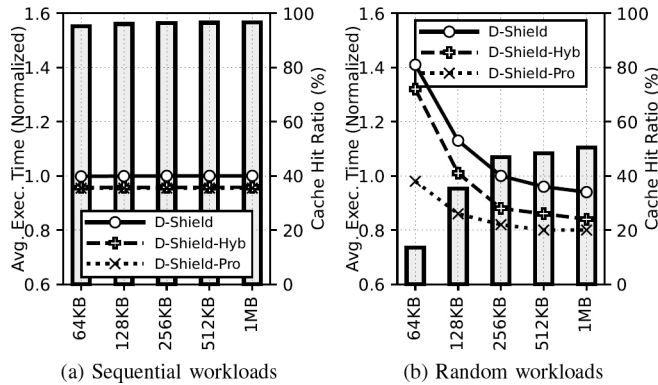 1.6
1.4
1.2
1.0
0.8
0.6
Avg. Exec. Time (Normalized)
100
80
60
40
20
0
Cache Hit Ratio (%)
D-Shield
D-Shield-Hyb
D-Shield-Pro
64KB
128KB
256KB
512KB
1MB
(a) Sequential workloads
1.6
1.4
1.2
1.0
0.8
0.6
Avg. Exec. Time (Normalized)
100
80
60
40
20
0
Cache Hit Ratio (%)
D-Shield
D-Shield-Hyb
D-Shield-Pro
64KB
128KB
256KB
512KB
1MB
(b) Random workloads